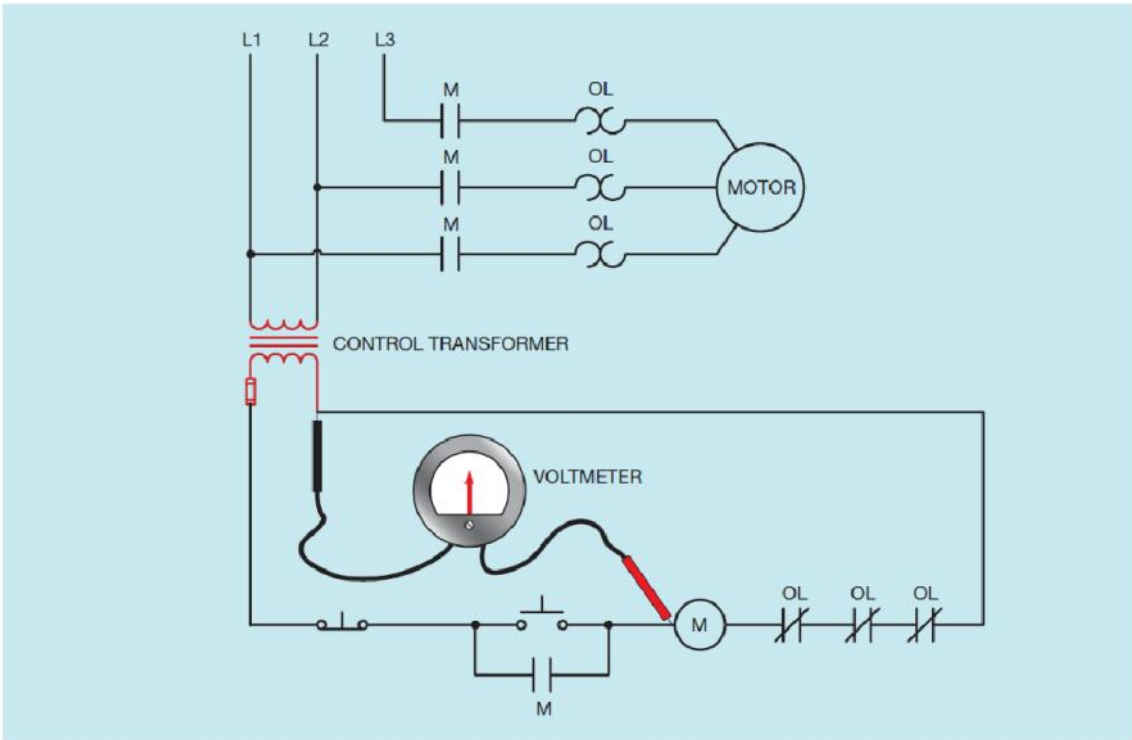 L1 L2 L3
M OL
M OL
MOTOR
M OL
CONTROL TRANSFORMER
VOLTMETER
OL OL OL
M
M